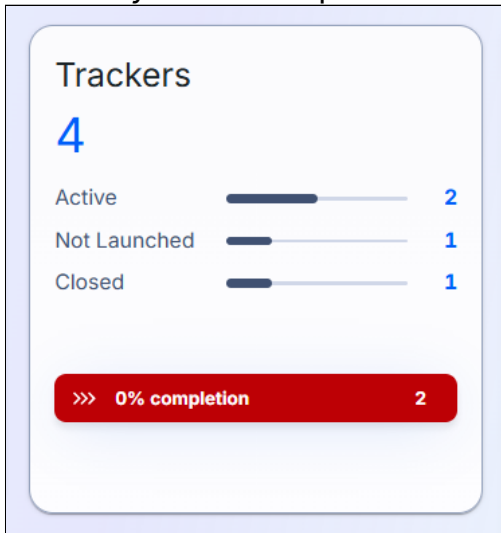 Trackers
4
Active 2
Not Launched 1
Closed 1
0% completion 2